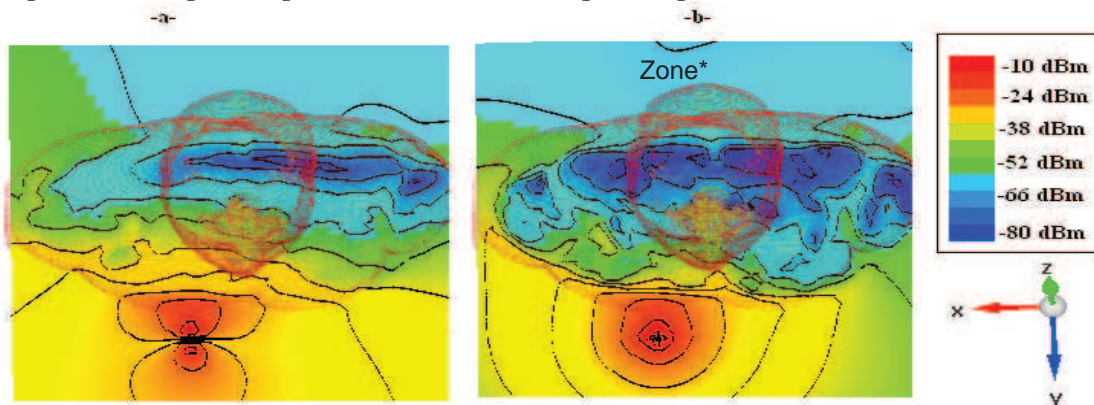 -a-
-b-
Zone*
-10 dBm
-24 dBm
-38 dBm
-52 dBm
-66 dBm
-80 dBm
Z
X
Y